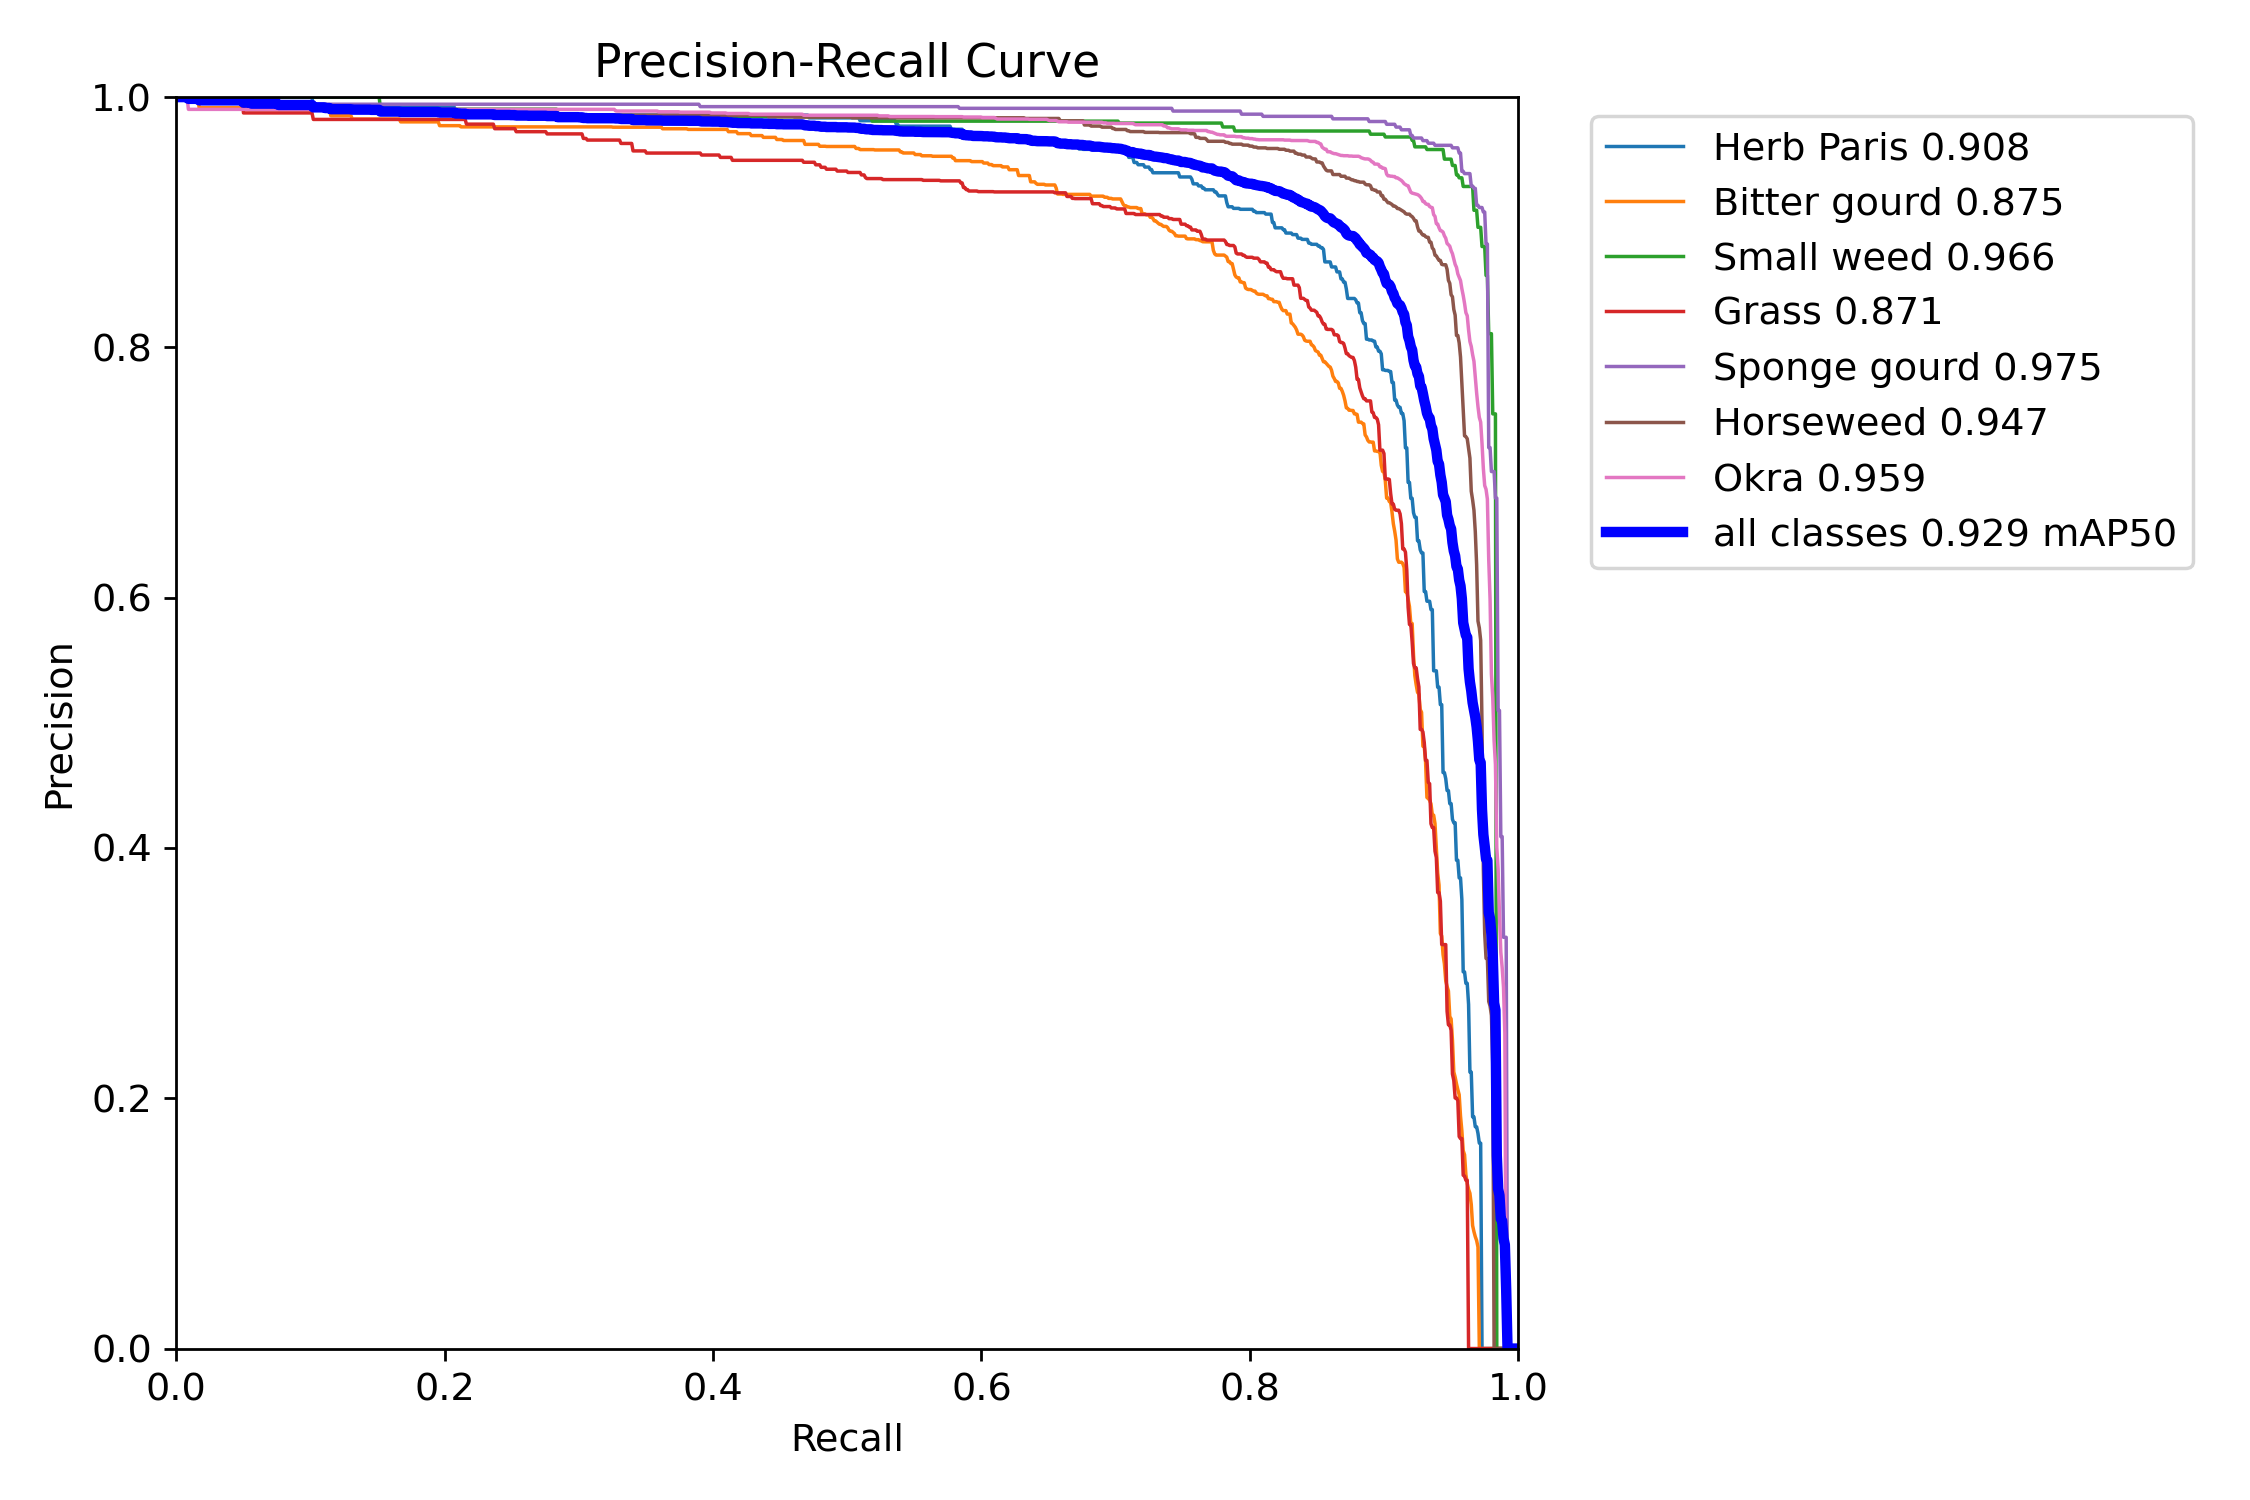 Precision-Recall Curve
1.0
0.8
0.6
0.4
0.2
0.0
Precision
0.0 0.2 0.4 0.6 0.8 1.0
Recall
Herb Paris 0.908
Bitter gourd 0.875
Small weed 0.966
Grass 0.871
Sponge gourd 0.975
Horseweed 0.947
Okra 0.959
all classes 0.929 mAP50